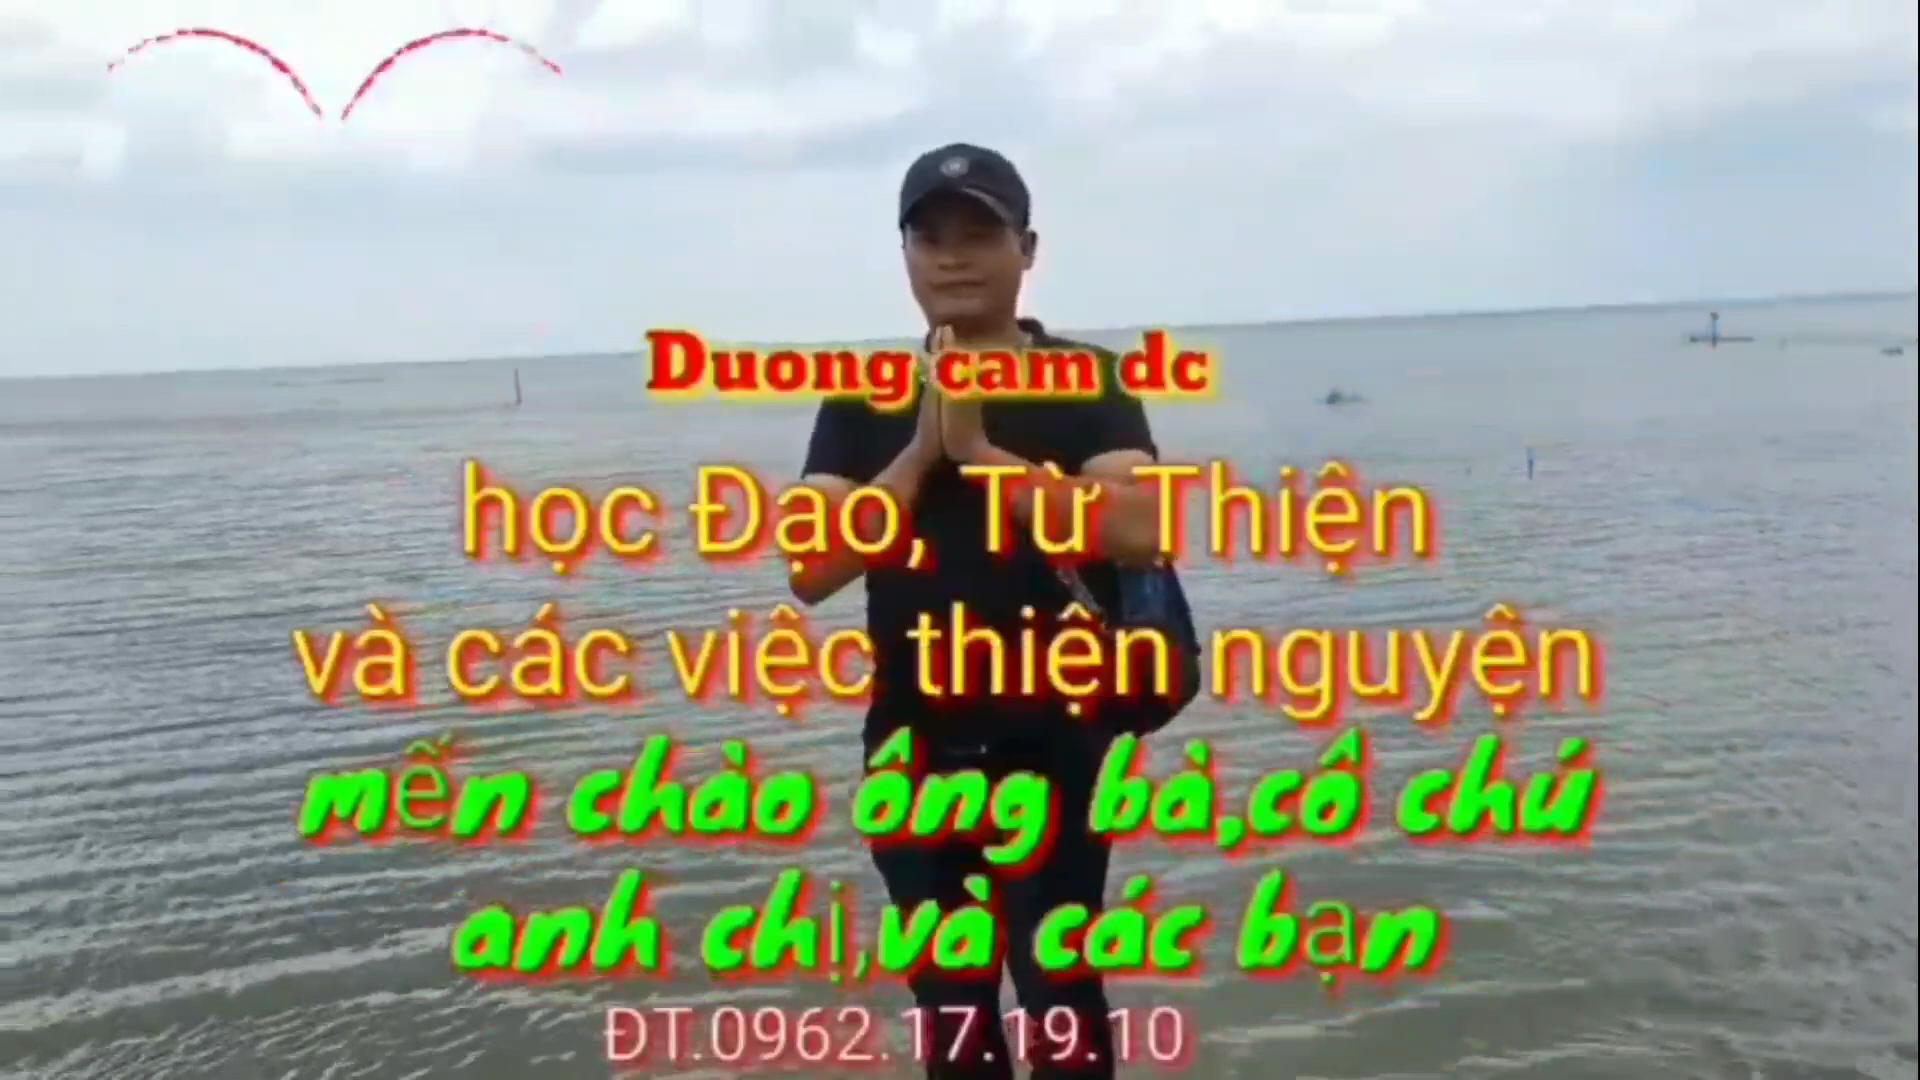 Duong cam dc
học Đạo, Từ Thiện
và các việc thiện nguyện
mến chào ông bà,cô chú
anh chị,và các bạn
ĐT.0962.17.19.10